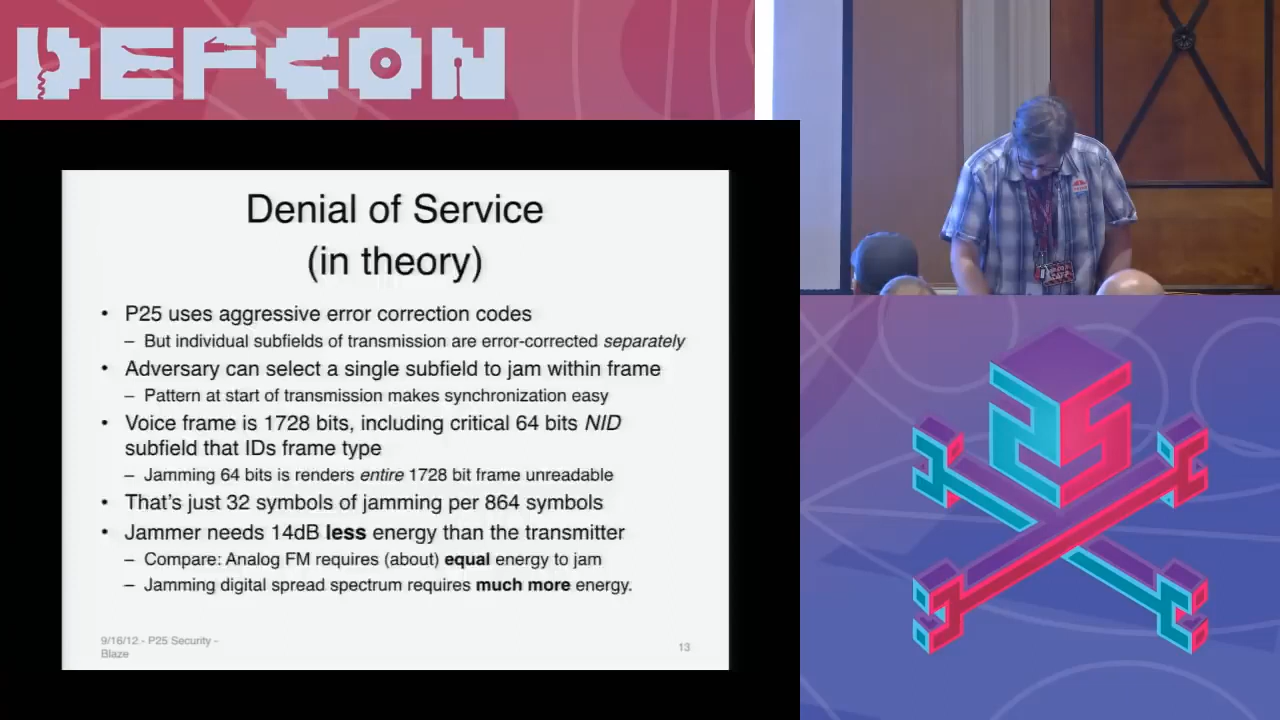 DEFCON
Denial of Service
(in theory)
• P25 uses aggressive error correction codes
– But individual subfields of transmission are error-corrected separately
• Adversary can select a single subfield to jam within frame
– Pattern at start of transmission makes synchronization easy
• Voice frame is 1728 bits, including critical 64 bits NID
subfield that IDs frame type
– Jamming 64 bits is renders entire 1728 bit frame unreadable
• That's just 32 symbols of jamming per 864 symbols
• Jammer needs 14dB less energy than the transmitter
– Compare: Analog FM requires (about) equal energy to jam
– Jamming digital spread spectrum requires much more energy.
9/16/12 - P25 Security –
Blaze
13
25